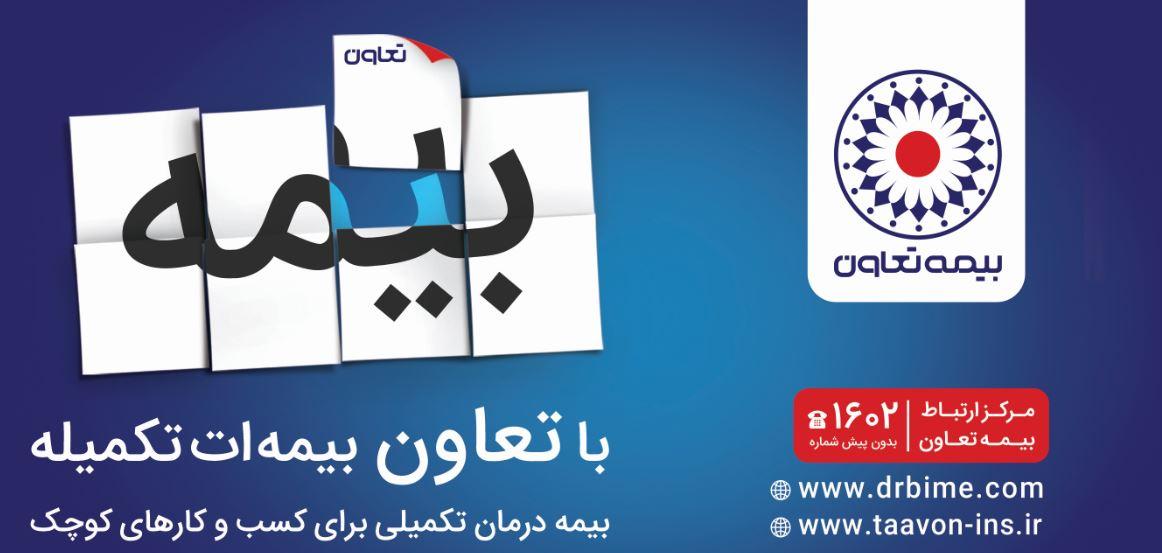 تعاون
بیمه
با تعاون بیمه‌ات تکمیله
بیمه درمان تکمیلی برای کسب و کارهای کوچک
بیمه تعاون
مرکز ارتباط
بیمه تعاون
۱۶۰۲
بدون پیش شماره
www.drbime.com
www.taavon-ins.ir